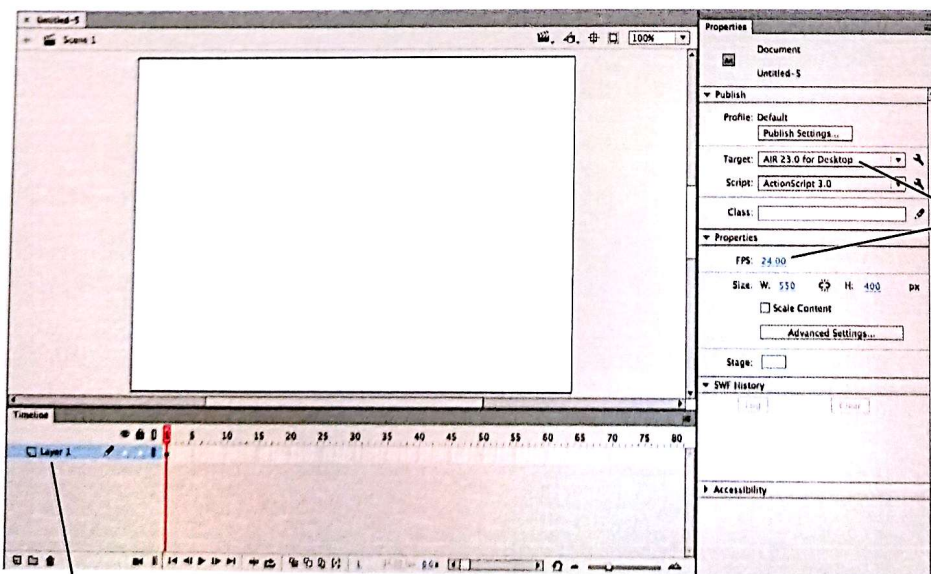 × Untitled-5
Scene 1
100%
Properties
Document
Untitled-5
Publish
Profile: Default
Publish Settings...
Target: AIR 23.0 for Desktop
Script: ActionScript 3.0
Class:
Properties
FPS: 24.00
Size: W: 550 H: 400 px
Scale Content
Advanced Settings...
Stage:
SWF History
Log Clear
Accessibility
Timeline
5 10 15 20 25 30 35 40 45 50 55 60 65 70 75 80
Layer 1
1